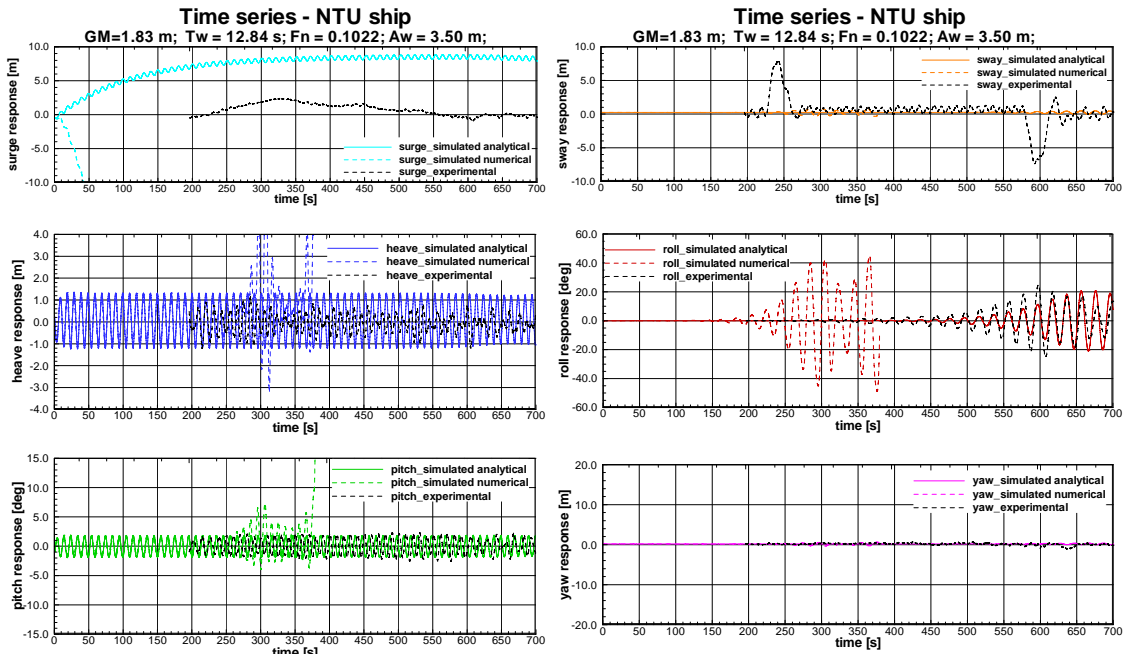 Time series - NTU ship
GM=1.83 m; Tw = 12.84 s; Fn = 0.1022; Aw = 3.50 m;
10.0
5.0
0.0
-5.0
-10.0
surge response [m]
surge_simulated analytical
surge_simulated numerical
surge_experimental
0 50 100 150 200 250 300 350 400 450 500 550 600 650 700
time [s]
Time series - NTU ship
GM=1.83 m; Tw = 12.84 s; Fn = 0.1022; Aw = 3.50 m;
10.0
5.0
0.0
-5.0
-10.0
sway response [m]
sway_simulated analytical
sway_simulated numerical
sway_experimental
0 50 100 150 200 250 300 350 400 450 500 550 600 650 700
time [s]
4.0
3.0
2.0
1.0
0.0
-1.0
-2.0
-3.0
-4.0
heave response [m]
heave_simulated analytical
heave_simulated numerical
heave_experimental
0 50 100 150 200 250 300 350 400 450 500 550 600 650 700
time [s]
60.0
40.0
20.0
0.0
-20.0
-40.0
-60.0
roll response [deg]
roll_simulated analytical
roll_simulated numerical
roll_experimental
0 50 100 150 200 250 300 350 400 450 500 550 600 650 700
time [s]
15.0
10.0
5.0
0.0
-5.0
-10.0
-15.0
pitch response [deg]
pitch_simulated analytical
pitch_simulated numerical
pitch_experimental
0 50 100 150 200 250 300 350 400 450 500 550 600 650 700
time [s]
20.0
10.0
0.0
-10.0
-20.0
yaw response [m]
yaw_simulated analytical
yaw_simulated numerical
yaw_experimental
0 50 100 150 200 250 300 350 400 450 500 550 600 650 700
time [s]